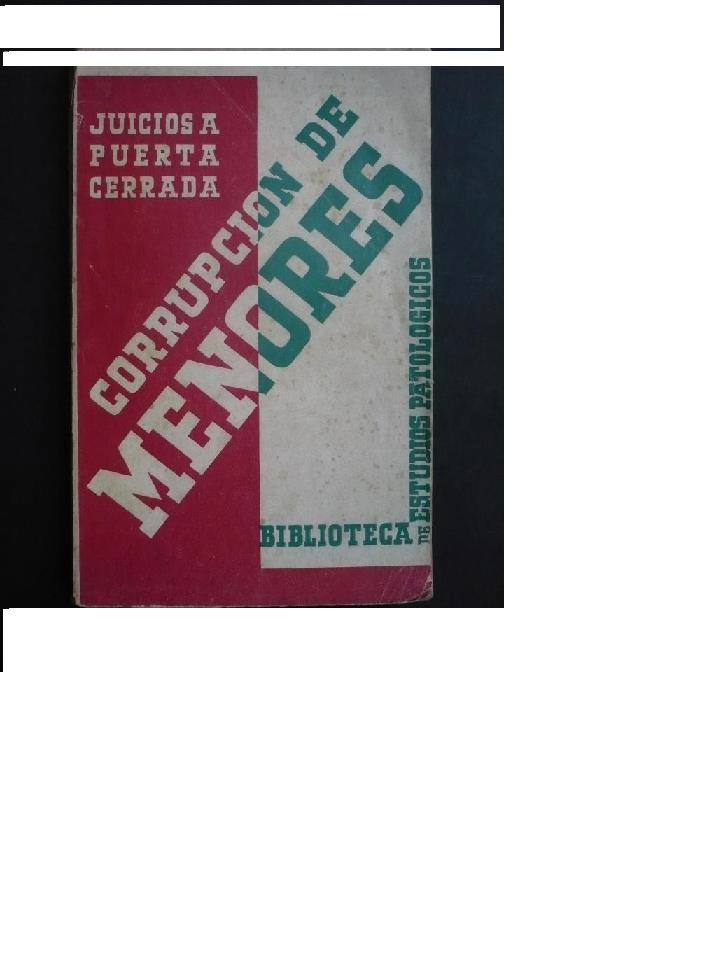 JUICIOS A
PUERTA
CERRADA
CORRUPCION DE
MENORES
BIBLIOTECA
DE ESTUDIOS PATOLOGICOS